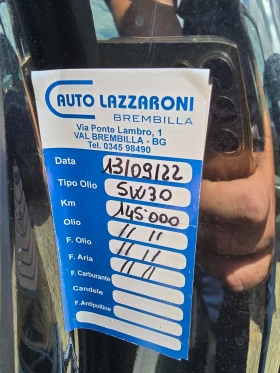 AUTO LAZZARONI
BREMBILLA
Via Ponte Lambro, 1
VAL BREMBILLA - BG
Tel. 0345 98490
Data 13/09/22
Tipo Olio 5W30
Km 145'000
Olio " "
F. Olio " "
F. Aria " "
F. Carburante
Candele
F. Antipolline